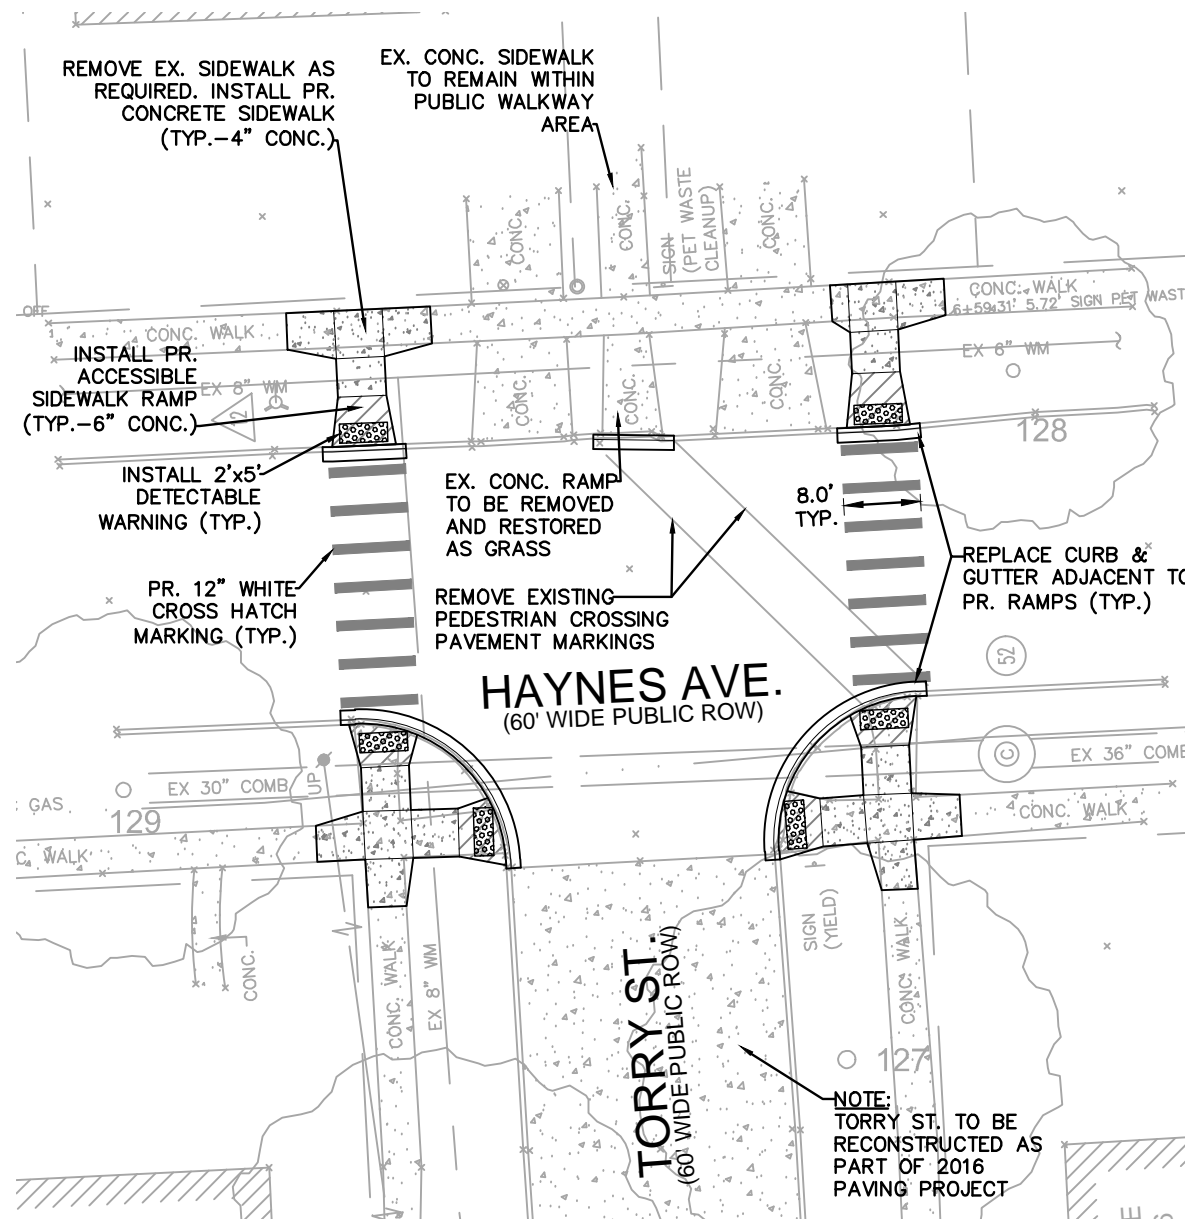 REMOVE EX. SIDEWALK AS
REQUIRED. INSTALL PR.
CONCRETE SIDEWALK
(TYP.–4" CONC.)
EX. CONC. SIDEWALK
TO REMAIN WITHIN
PUBLIC WALKWAY
AREA
CONC.
CONC.
SIGN
(PET WASTE
CLEANUP)
CONC.
OFF
CONC. WALK
CONC. WALK
6+59.31' 5.72' SIGN PET WAST
INSTALL PR.
ACCESSIBLE
SIDEWALK RAMP
(TYP.–6" CONC.)
EX 8" WM
2
CONC.
CONC.
CONC.
EX 6" WM
128
INSTALL 2'x5'
DETECTABLE
WARNING (TYP.)
EX. CONC. RAMP
TO BE REMOVED
AND RESTORED
AS GRASS
8.0'
TYP.
REPLACE CURB &
GUTTER ADJACENT TO
PR. RAMPS (TYP.)
PR. 12" WHITE
CROSS HATCH
MARKING (TYP.)
REMOVE EXISTING
PEDESTRIAN CROSSING
PAVEMENT MARKINGS
52
HAYNES AVE.
(60' WIDE PUBLIC ROW)
C
EX 30" COMB
UP
EX 36" COMB
GAS
129
CONC. WALK
C. WALK
CONC.
CONC. WALK
EX 8" WM
TORRY ST.
(60' WIDE PUBLIC ROW)
SIGN
(YIELD)
CONC. WALK
127
NOTE:
TORRY ST. TO BE
RECONSTRUCTED AS
PART OF 2016
PAVING PROJECT